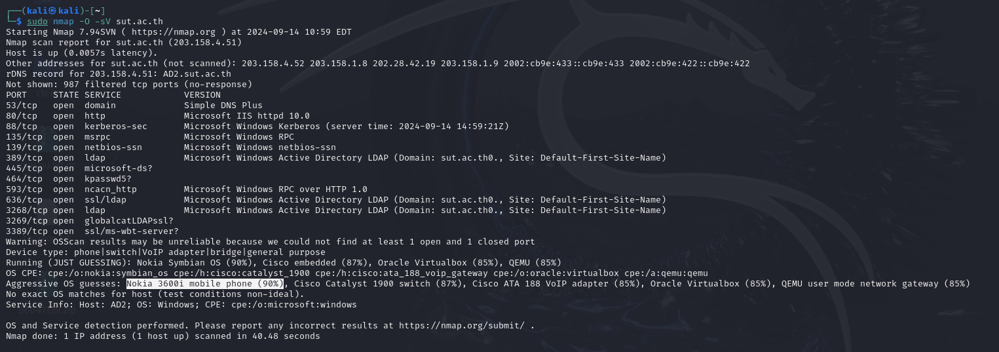 ┌──(kali㉿kali)-[~]
└─$ sudo nmap -O -sV sut.ac.th
Starting Nmap 7.94SVN ( https://nmap.org ) at 2024-09-14 10:59 EDT
Nmap scan report for sut.ac.th (203.158.4.51)
Host is up (0.0057s latency).
Other addresses for sut.ac.th (not scanned): 203.158.4.52 203.158.1.8 202.28.42.19 203.158.1.9 2002:cb9e:433::cb9e:433 2002:cb9e:422::cb9e:422
rDNS record for 203.158.4.51: AD2.sut.ac.th
Not shown: 987 filtered tcp ports (no-response)
PORT     STATE SERVICE           VERSION
53/tcp   open  domain            Simple DNS Plus
80/tcp   open  http              Microsoft IIS httpd 10.0
88/tcp   open  kerberos-sec      Microsoft Windows Kerberos (server time: 2024-09-14 14:59:21Z)
135/tcp  open  msrpc             Microsoft Windows RPC
139/tcp  open  netbios-ssn       Microsoft Windows netbios-ssn
389/tcp  open  ldap              Microsoft Windows Active Directory LDAP (Domain: sut.ac.th0., Site: Default-First-Site-Name)
445/tcp  open  microsoft-ds?
464/tcp  open  kpasswd5?
593/tcp  open  ncacn_http        Microsoft Windows RPC over HTTP 1.0
636/tcp  open  ssl/ldap          Microsoft Windows Active Directory LDAP (Domain: sut.ac.th0., Site: Default-First-Site-Name)
3268/tcp open  ldap              Microsoft Windows Active Directory LDAP (Domain: sut.ac.th0., Site: Default-First-Site-Name)
3269/tcp open  globalcatLDAPssl?
3389/tcp open  ssl/ms-wbt-server?
Warning: OSScan results may be unreliable because we could not find at least 1 open and 1 closed port
Device type: phone|switch|VoIP adapter|bridge|general purpose
Running (JUST GUESSING): Nokia Symbian OS (90%), Cisco embedded (87%), Oracle Virtualbox (85%), QEMU (85%)
OS CPE: cpe:/o:nokia:symbian_os cpe:/h:cisco:catalyst_1900 cpe:/h:cisco:ata_188_voip_gateway cpe:/o:oracle:virtualbox cpe:/a:qemu:qemu
Aggressive OS guesses: Nokia 3600i mobile phone (90%), Cisco Catalyst 1900 switch (87%), Cisco ATA 188 VoIP adapter (85%), Oracle Virtualbox (85%), QEMU user mode network gateway (85%)
No exact OS matches for host (test conditions non-ideal).
Service Info: Host: AD2; OS: Windows; CPE: cpe:/o:microsoft:windows

OS and Service detection performed. Please report any incorrect results at https://nmap.org/submit/ .
Nmap done: 1 IP address (1 host up) scanned in 40.48 seconds